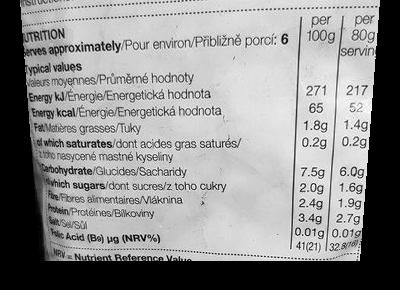 per per
NUTRITION 100g 80g
Serves approximately/Pour environ/Približně porcí: 6 serving
Typical values
Valeurs moyennes/Průměrné hodnoty
Energy kJ/Énergie/Energetická hodnota 271 217
Energy kcal/Énergie/Energetická hodnota 65 52
Fat/Matières grasses/Tuky 1.8g 1.4g
of which saturates/dont acides gras saturés/ 0.2g 0.2g
z toho nasycené mastné kyseliny
Carbohydrate/Glucides/Sacharidy 7.5g 6.0g
of which sugars/dont sucres/z toho cukry 2.0g 1.6g
Fibre/Fibres alimentaires/Vláknina 2.4g 1.9g
Protein/Protéines/Bílkoviny 3.4g 2.7g
Salt/Sel/Sůl 0.01g 0.01g
Folic Acid (B9) µg (NRV%) 41(21) 32.8(16)
NRV = Nutrient Reference Value